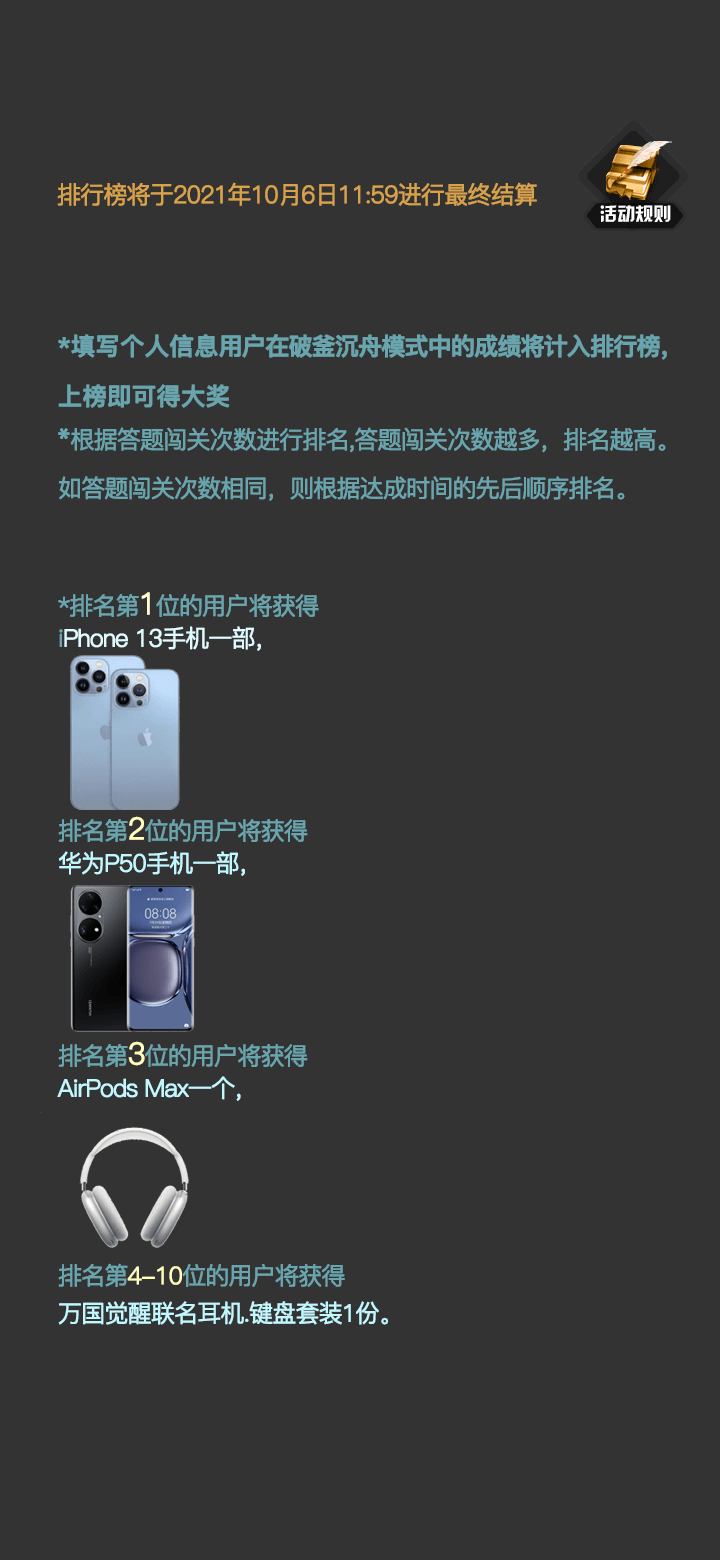 排行榜将于2021年10月6日11:59进行最终结算
活动规则
*填写个人信息用户在破釜沉舟模式中的成绩将计入排行榜,
上榜即可得大奖
*根据答题闯关次数进行排名,答题闯关次数越多，排名越高。
如答题闯关次数相同，则根据达成时间的先后顺序排名。
*排名第1位的用户将获得
iPhone 13手机一部,
排名第2位的用户将获得
华为P50手机一部,
08:08
排名第3位的用户将获得
AirPods Max一个,
排名第4–10位的用户将获得
万国觉醒联名耳机.键盘套装1份。